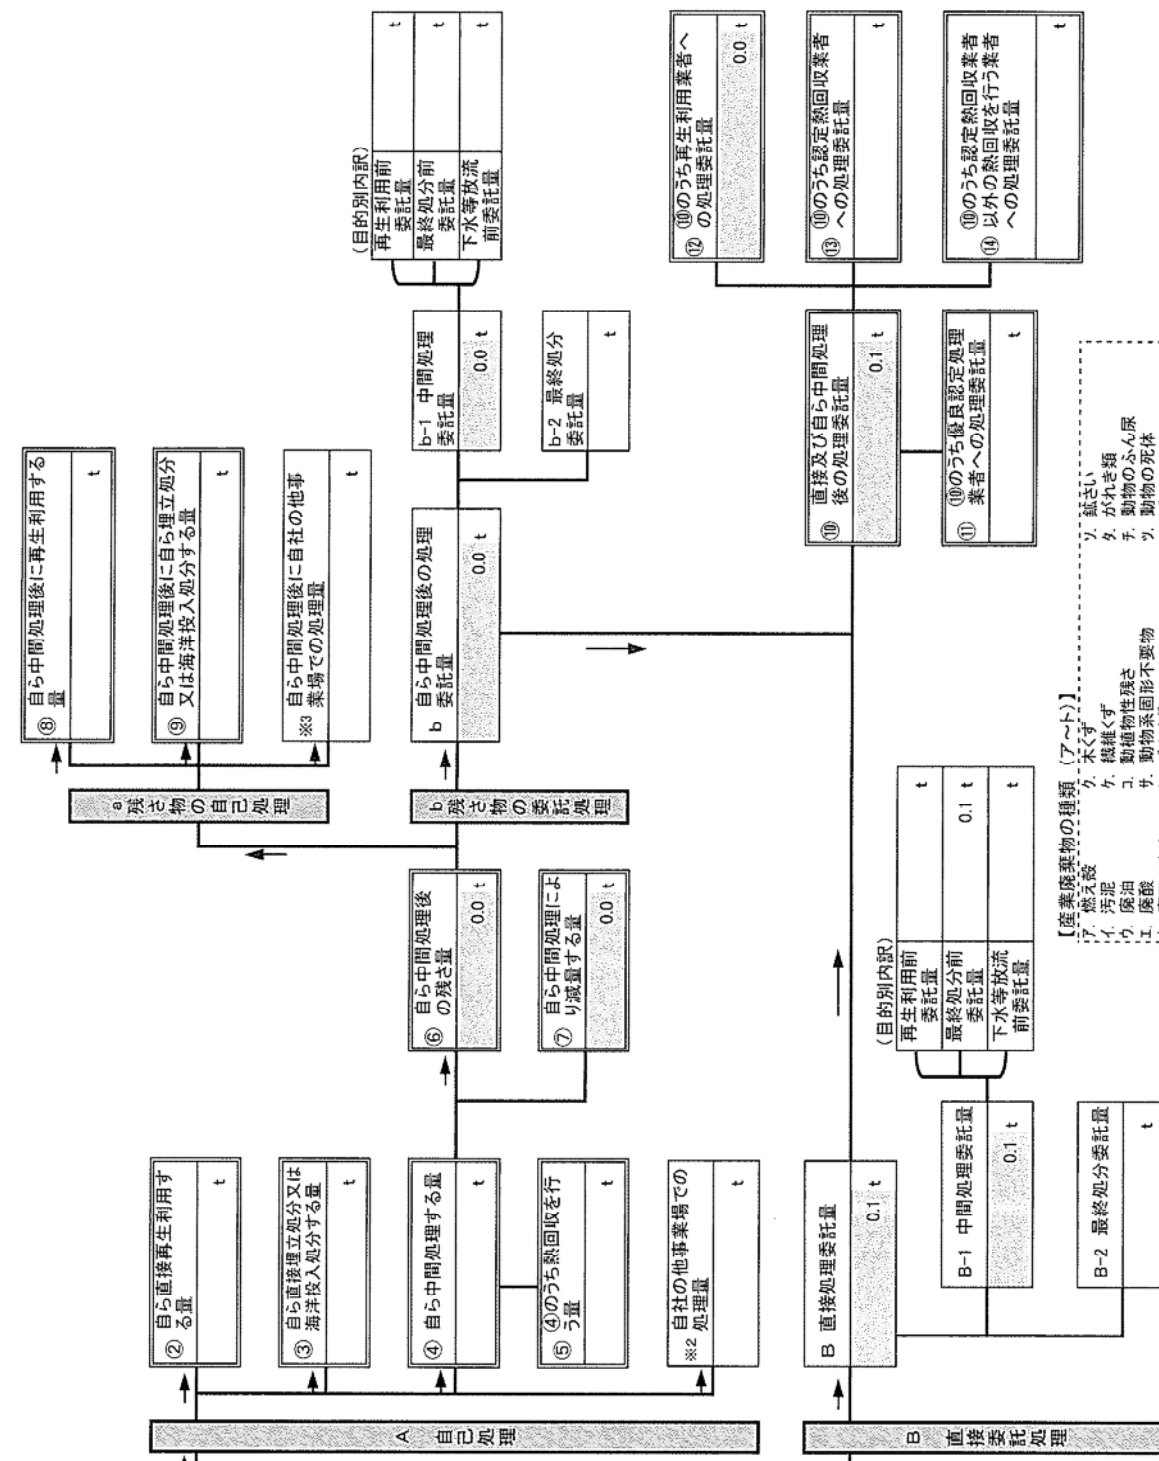 A 自己処理
② 自ら直接再生利用す
る量
t
③ 自ら直接埋立処分又は
海洋投入処分する量
t
④ 自ら中間処理する量
t
⑤ ④のうち熱回収を行
う量
t
※2 自社の他事業場での
処理量
t
⑥ 自ら中間処理後
の残さ量
0.0 t
⑦ 自ら中間処理によ
り減量する量
0.0 t
a 残さ物の自己処理
⑧ 自ら中間処理後に再生利用する
量
t
⑨ 自ら中間処理後に自ら埋立処分
又は海洋投入処分する量
t
※3 自ら中間処理後に自社の他事
業場での処理量
t
b 残さ物の委託処理
b 自ら中間処理後の処理
委託量
0.0 t
b-1 中間処理
委託量
0.0 t
b-2 最終処分
委託量
t
(目的別内訳)
再生利用前
委託量
t
最終処分前
委託量
t
下水等放流
前委託量
t
B 直接委託処理
B 直接処理委託量
0.1 t
B-1 中間処理委託量
0.1 t
B-2 最終処分委託量
t
(目的別内訳)
再生利用前
委託量
t
最終処分前
委託量
0.1 t
下水等放流
前委託量
t
⑩ 直接及び自ら中間処理
後の処理委託量
0.1 t
⑪ ⑩のうち優良認定処理
業者への処理委託量
t
⑫ ⑩のうち再生利用業者へ
の処理委託量
0.0 t
⑬ ⑩のうち認定熱回収業者
への処理委託量
t
⑭ ⑩のうち認定熱回収業者
以外の熱回収を行う業者
への処理委託量
t
【産業廃棄物の種類 (ア～ト)】
ア. 燃え殻 ク. 木くず ソ. 鉱さい
イ. 汚泥 ケ. 繊維くず タ. がれき類
ウ. 廃油 コ. 動植物性残さ チ. 動物のふん尿
エ. 廃酸 サ. 動物系固形不要物 ツ. 動物の死体